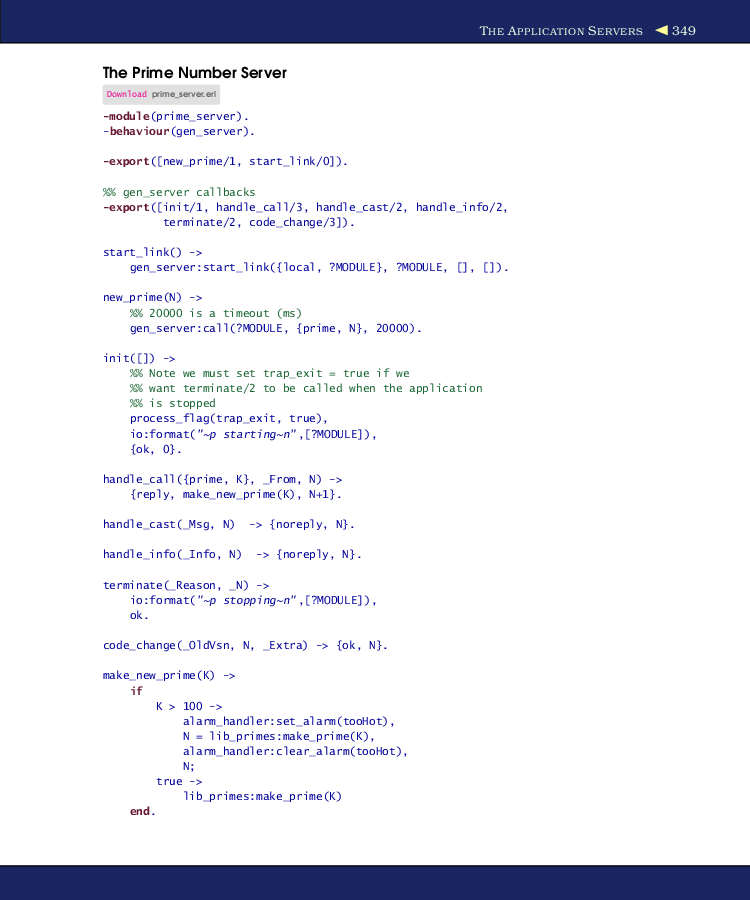 THE APPLICATION SERVERS ◀ 349
The Prime Number Server
Download prime_server.erl
-module(prime_server).
-behaviour(gen_server).
-export([new_prime/1, start_link/0]).
%% gen_server callbacks
-export([init/1, handle_call/3, handle_cast/2, handle_info/2,
         terminate/2, code_change/3]).
start_link() ->
    gen_server:start_link({local, ?MODULE}, ?MODULE, [], []).
new_prime(N) ->
    %% 20000 is a timeout (ms)
    gen_server:call(?MODULE, {prime, N}, 20000).
init([]) ->
    %% Note we must set trap_exit = true if we
    %% want terminate/2 to be called when the application
    %% is stopped
    process_flag(trap_exit, true),
    io:format("~p starting~n",[?MODULE]),
    {ok, 0}.
handle_call({prime, K}, _From, N) ->
    {reply, make_new_prime(K), N+1}.
handle_cast(_Msg, N)  -> {noreply, N}.
handle_info(_Info, N)  -> {noreply, N}.
terminate(_Reason, _N) ->
    io:format("~p stopping~n",[?MODULE]),
    ok.
code_change(_OldVsn, N, _Extra) -> {ok, N}.
make_new_prime(K) ->
    if
        K > 100 ->
            alarm_handler:set_alarm(tooHot),
            N = lib_primes:make_prime(K),
            alarm_handler:clear_alarm(tooHot),
            N;
        true ->
            lib_primes:make_prime(K)
    end.